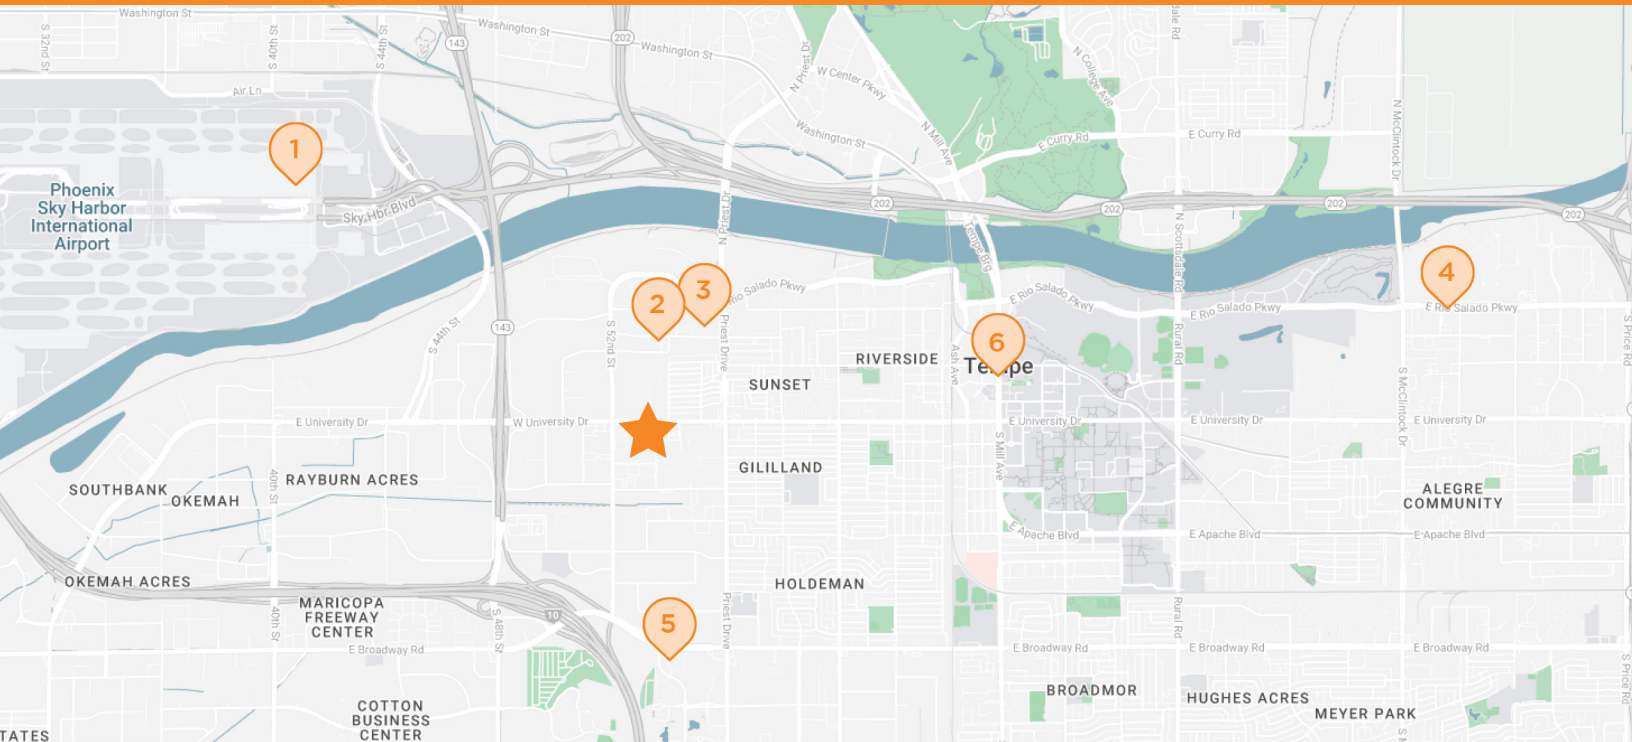 Washington St
Washington St
Washington St
Washington St
S 32nd St
S 40th St
S 44th St
143
202
N Priest Dr
W Center Pkwy
N College Ave
N Mill Ave
E Curry Rd
E Curry Rd
N McClintock Dr
Air Ln
1
Phoenix
Sky Harbor
International
Airport
Sky Hbr Blvd
202
202
202
202
N Priest Dr
Tempe Brg
N Scottsdale Rd
2
3
4
Rio Salado Pkwy
E Rio Salado Pkwy
E Rio Salado Pkwy
E Rio Salado Pkwy
S 44th St
143
S 52nd St
Priest Drive
Ash Ave
Rural Rd
S Price Rd
6
Tempe
RIVERSIDE
SUNSET
S McClintock Dr
E University Dr
W University Dr
E University Dr
E University Dr
E University Dr
S Mill Ave
SOUTHBANK
OKEMAH
RAYBURN ACRES
40th St
GILILLAND
ALEGRE
COMMUNITY
E Apache Blvd
E Apache Blvd
E Apache Blvd
OKEMAH ACRES
MARICOPA
FREEWAY
CENTER
40th St
S 48th St
10
HOLDEMAN
Priest Drive
Rural Rd
5
E Broadway Rd
E Broadway Rd
E Broadway Rd
E Broadway Rd
S Price Rd
COTTON
BUSINESS
CENTER
BROADMOR
HUGHES ACRES
MEYER PARK
TATES